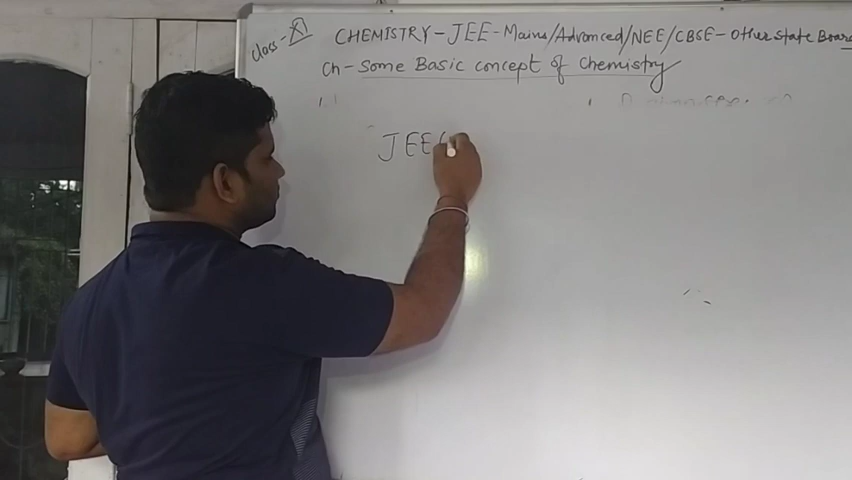 Class - XI
CHEMISTRY - JEE - Mains/Advanced/NEE/CBSE - Other State Board
Ch - Some Basic concept of Chemistry
JEE(